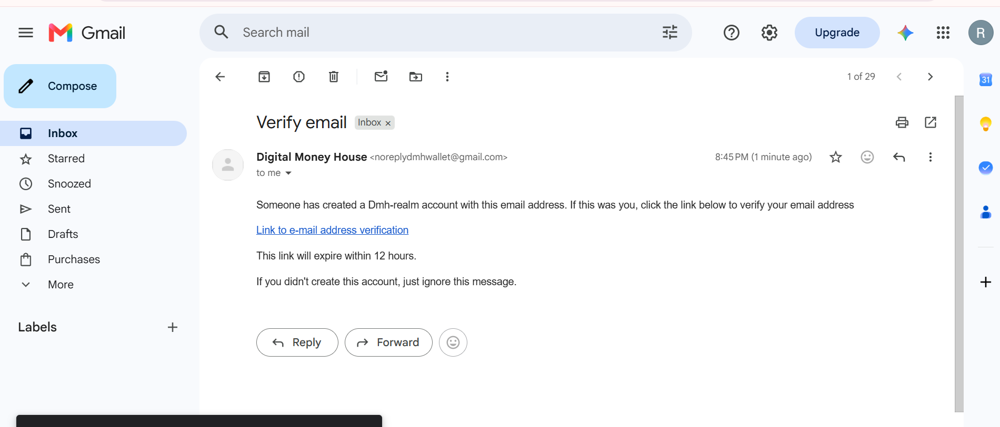 Gmail
Search mail
Upgrade
R
Compose
1 of 29
31
Inbox
Starred
Snoozed
Sent
Drafts
Purchases
More
Labels
Verify email Inbox ×
Digital Money House <noreplydmhwallet@gmail.com> 8:45 PM (1 minute ago)
to me
Someone has created a Dmh-realm account with this email address. If this was you, click the link below to verify your email address
Link to e-mail address verification
This link will expire within 12 hours.
If you didn't create this account, just ignore this message.
Reply Forward